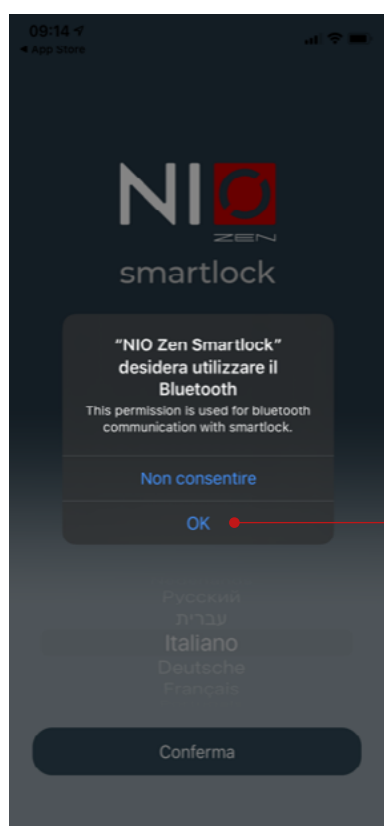 09:14
◀ App Store
NIO
ZEN
smartlock
"NIO Zen Smartlock"
desidera utilizzare il
Bluetooth
This permission is used for bluetooth
communication with smartlock.
Non consentire
OK
Русский
עברית
Italiano
Deutsche
Français
Conferma